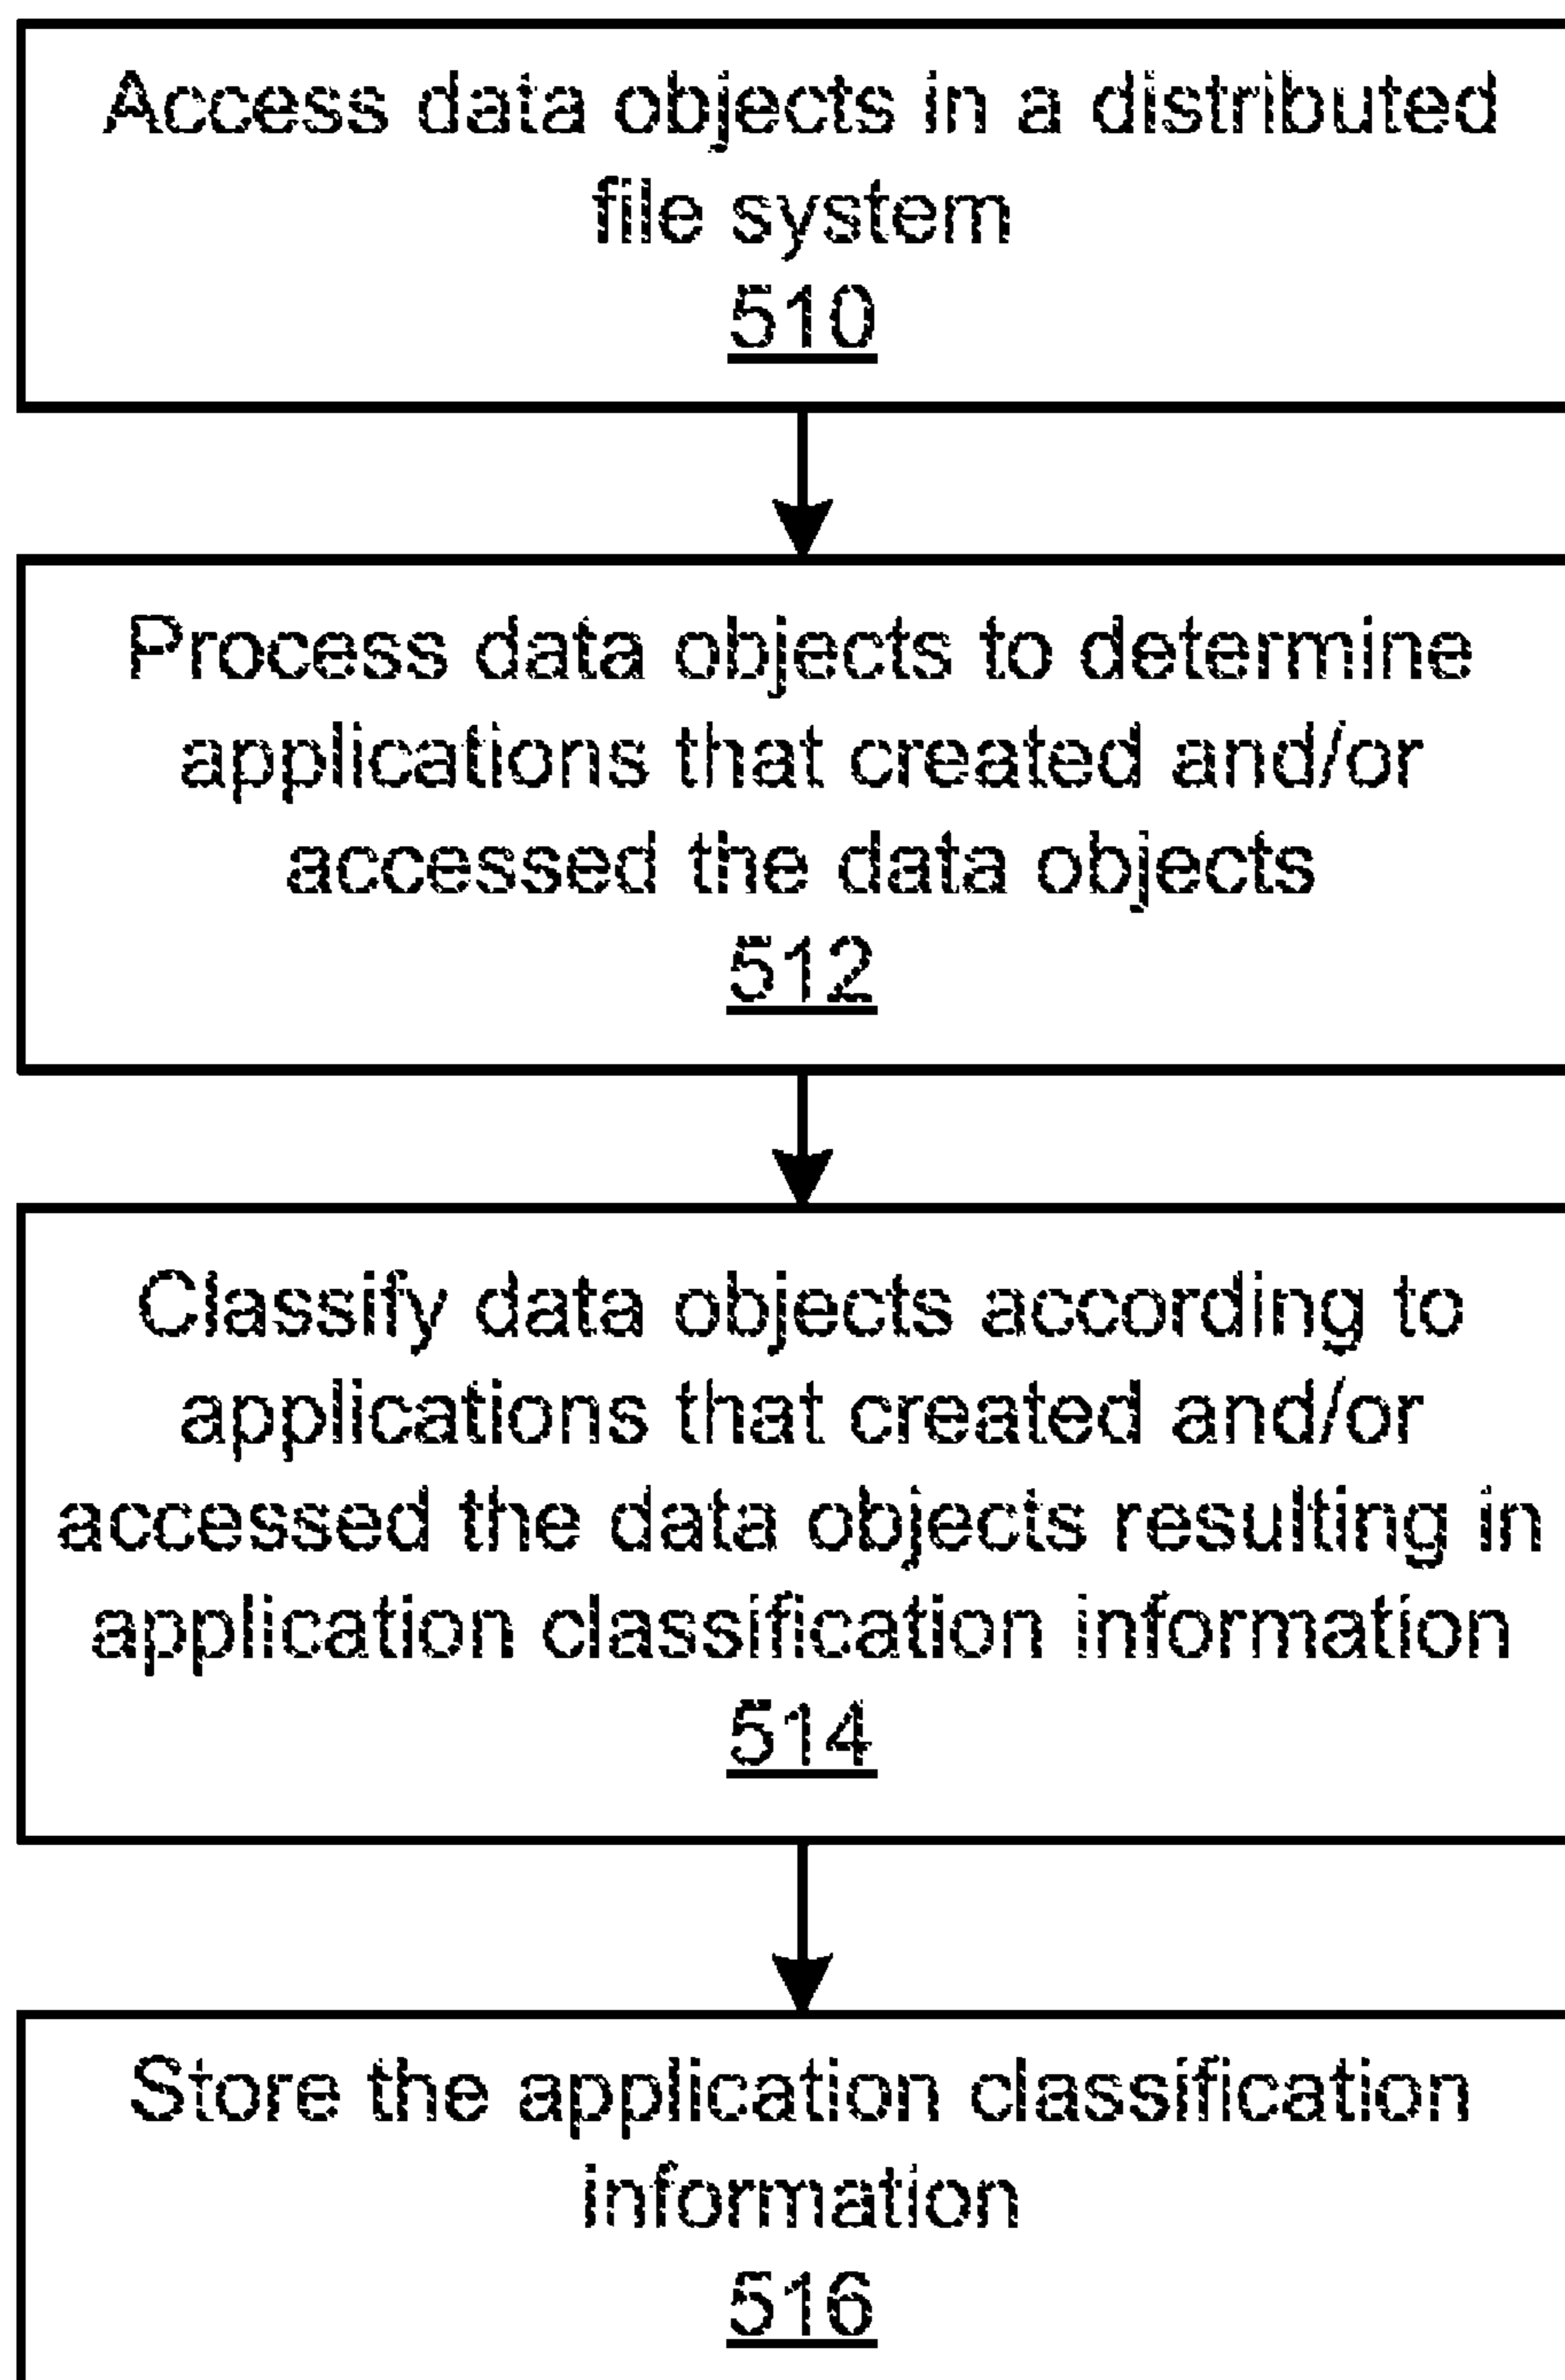 Access data objects in a distributed
file system
510
Process data objects to determine
applications that created and/or
accessed the data objects
512
Classify data objects according to
applications that created and/or
accessed the data objects resulting in
application classification information
514
Store the application classification
information
516